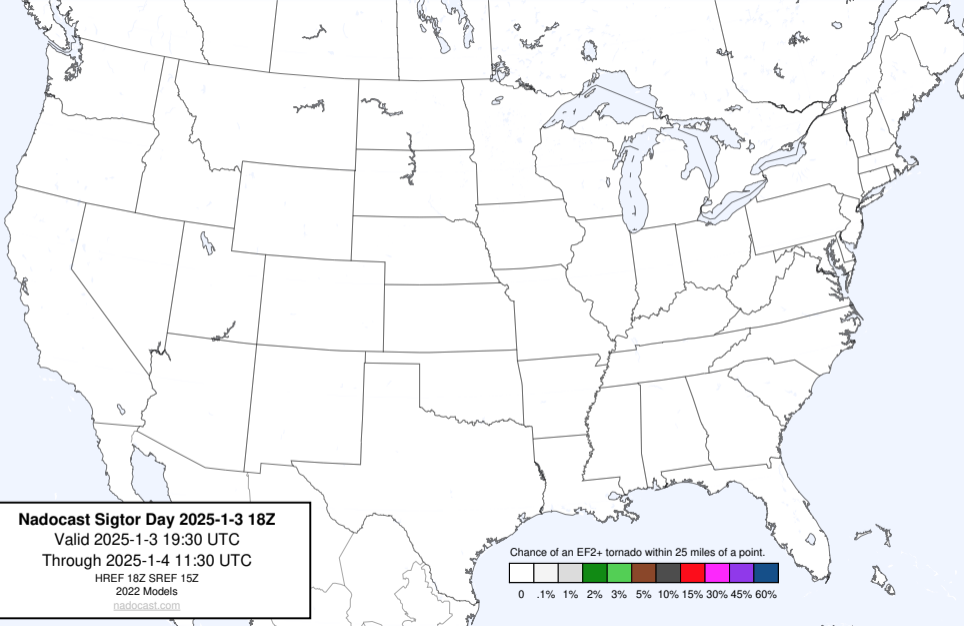 Nadocast Sigtor Day 2025-1-3 18Z
Valid 2025-1-3 19:30 UTC
Through 2025-1-4 11:30 UTC
HREF 18Z SREF 15Z
2022 Models
nadocast.com
Chance of an EF2+ tornado within 25 miles of a point.
0 .1% 1% 2% 3% 5% 10% 15% 30% 45% 60%